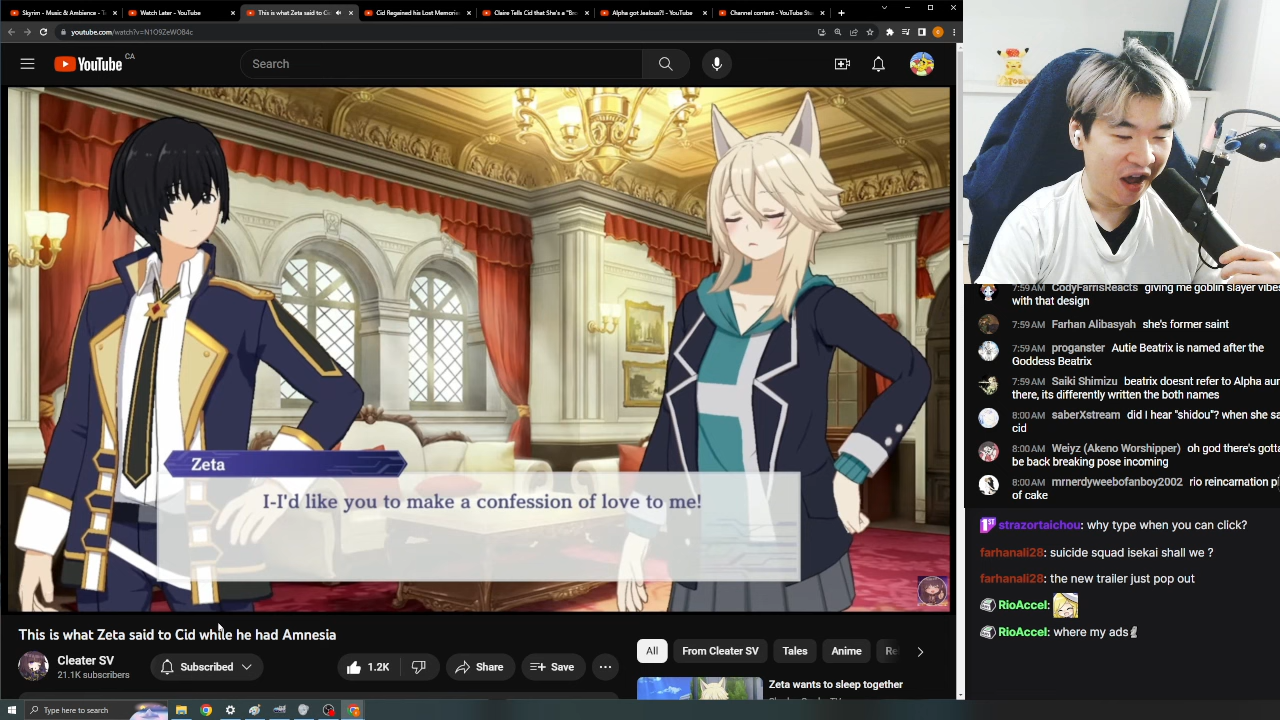 Skyrim - Music & Ambience - T
Watch Later - YouTube
This is what Zeta said to Ci
Cid Regained his Lost Memorie
Claire Tells Cid that She's a "Br
Alpha got Jealous?! - YouTube
Channel content - YouTube Stu
youtube.com/watch?v=N1O9ZeWO84c
YouTube CA
Search
Zeta
I-I'd like you to make a confession of love to me!
This is what Zeta said to Cid while he had Amnesia
Cleater SV
21.1K subscribers
Subscribed
1.2K
Share
Save
All
From Cleater SV
Tales
Anime
Re
Zeta wants to sleep together
Type here to search
7:59 AM CodyFarrisReacts giving me goblin slayer vibes
with that design
7:59 AM Farhan Alibasyah she's former saint
7:59 AM proganster Autie Beatrix is named after the
Goddess Beatrix
7:59 AM Saiki Shimizu beatrix doesnt refer to Alpha aun
there, its differently written the both names
8:00 AM saberXstream did I hear "shidou"? when she sa
cid
8:00 AM Weiyz (Akeno Worshipper) oh god there's gotta
be back breaking pose incoming
8:00 AM mrnerdyweebofanboy2002 rio reincarnation pi
of cake
1ST strazortaichou: why type when you can click?
farhanali28: suicide squad isekai shall we ?
farhanali28: the new trailer just pop out
RioAccel:
RioAccel: where my ads